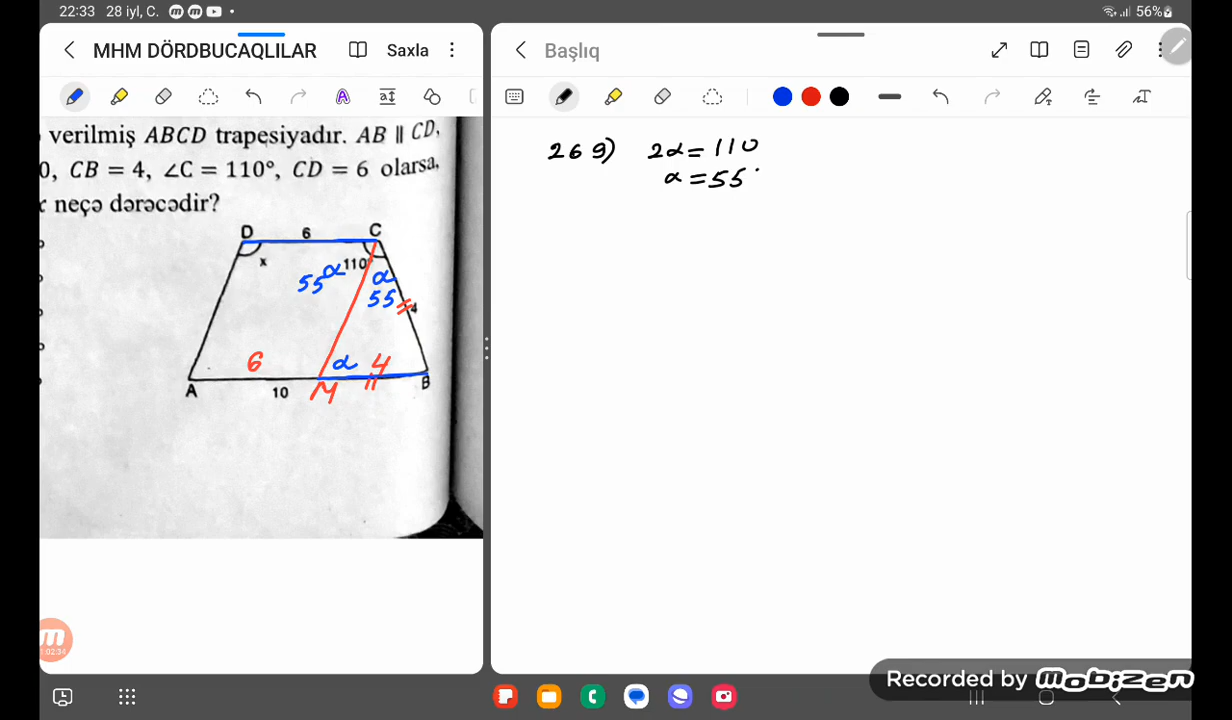 22:33 28 iyl, C.
56%
MHM DÖRDBUCAQLILAR
Saxla
Başlıq
verilmiş ABCD trapesiyadır. AB ∥ CD,
0, CB = 4, ∠C = 110°, CD = 6 olarsa,
neçə dərəcədir?
D 6 C
x 55 α 110° α
55 4
6 α 4
A 10 M B
269) 2α = 110
α = 55
m
02:34
Recorded by mobizen